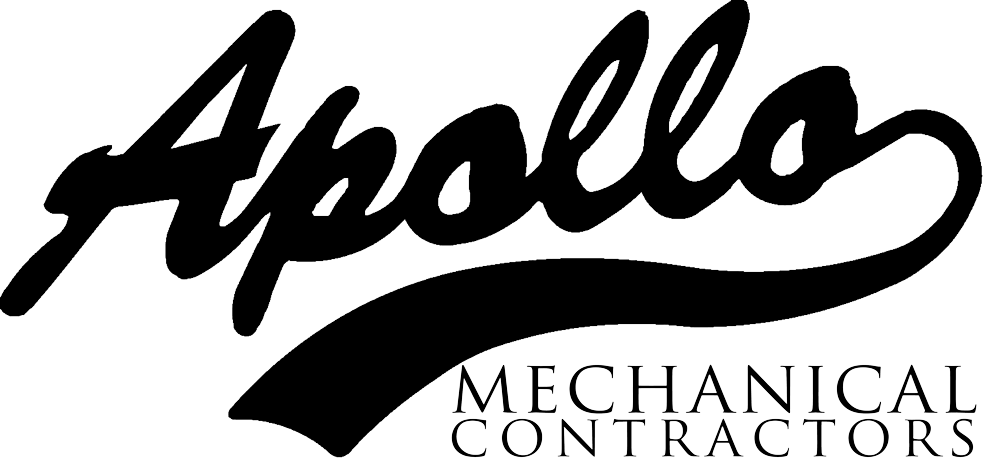 Apollo
MECHANICAL
CONTRACTORS